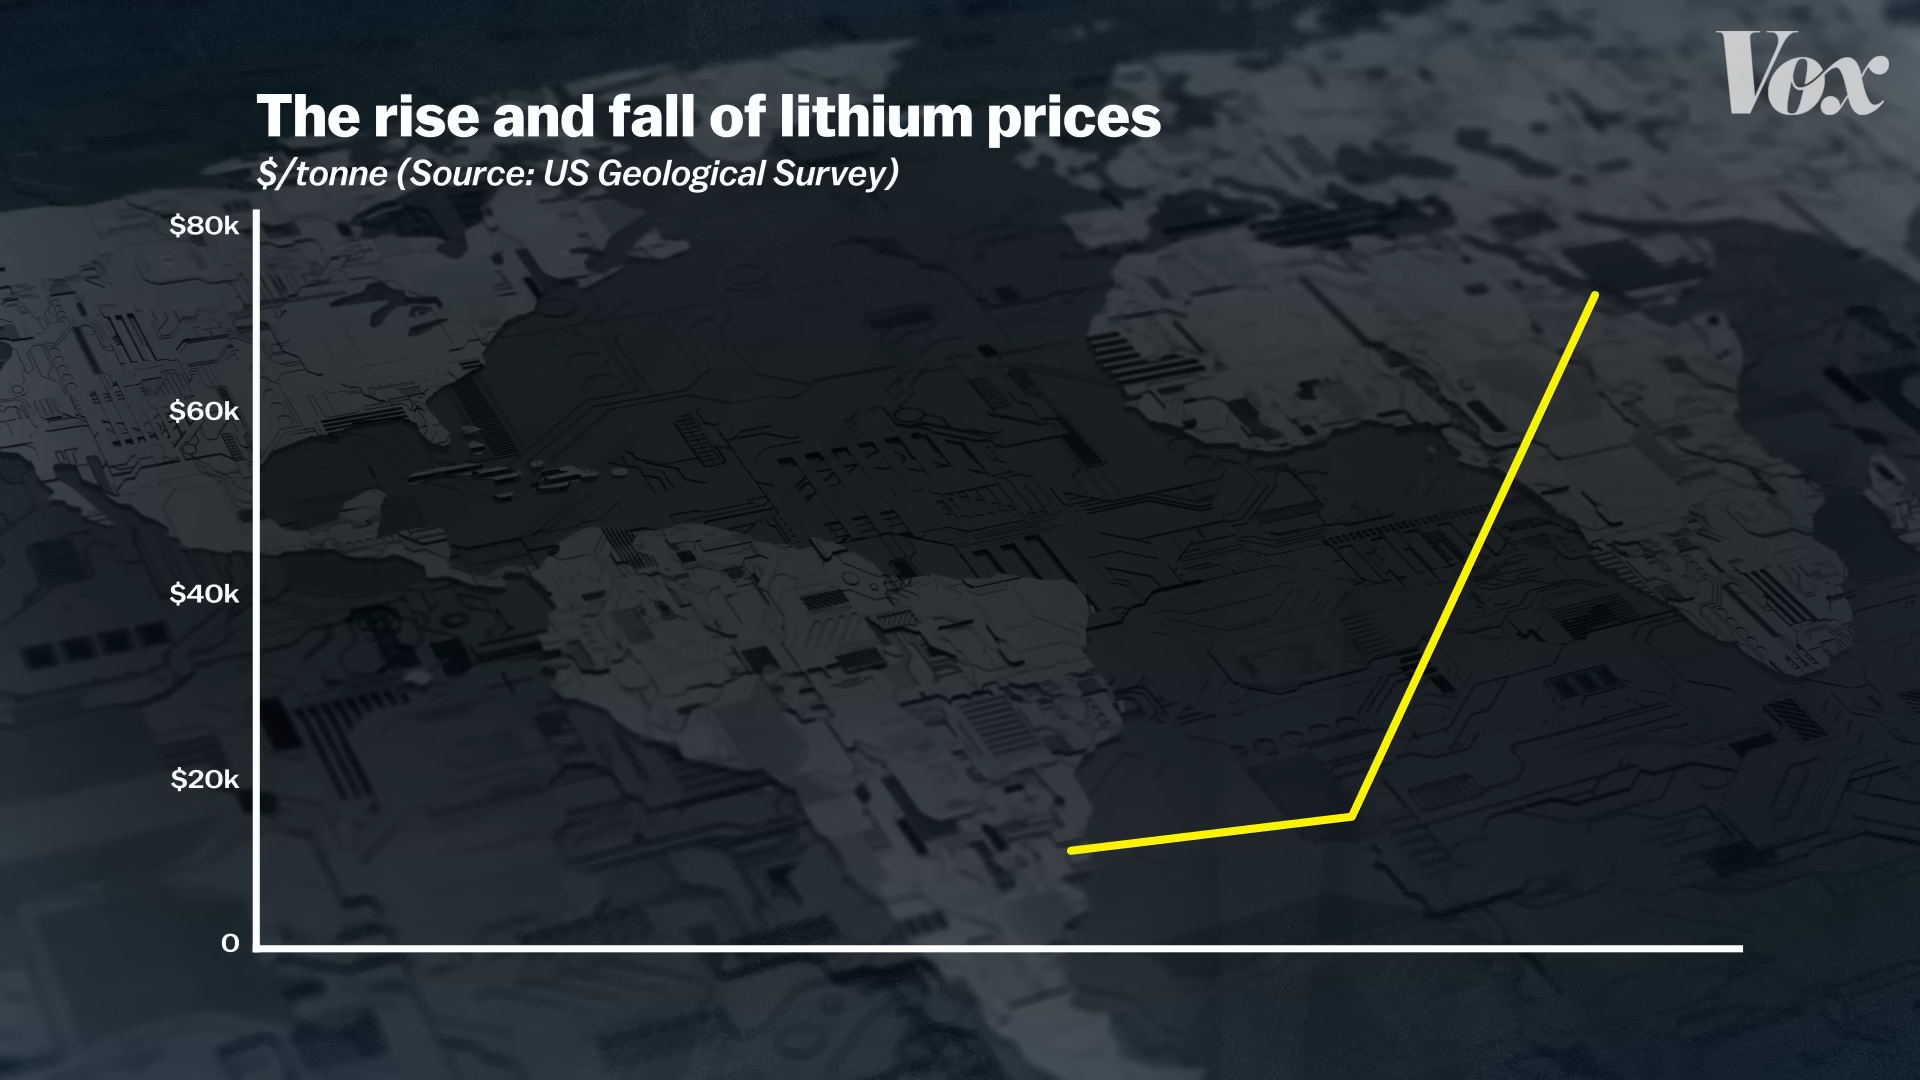 Vox
The rise and fall of lithium prices
$/tonne (Source: US Geological Survey)
$80k
$60k
$40k
$20k
0